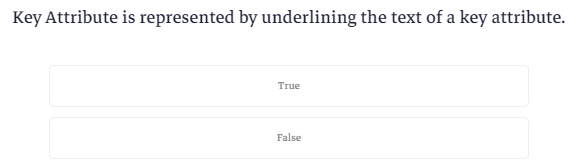 Key Attribute is represented by underlining the text of a key attribute.
True
False